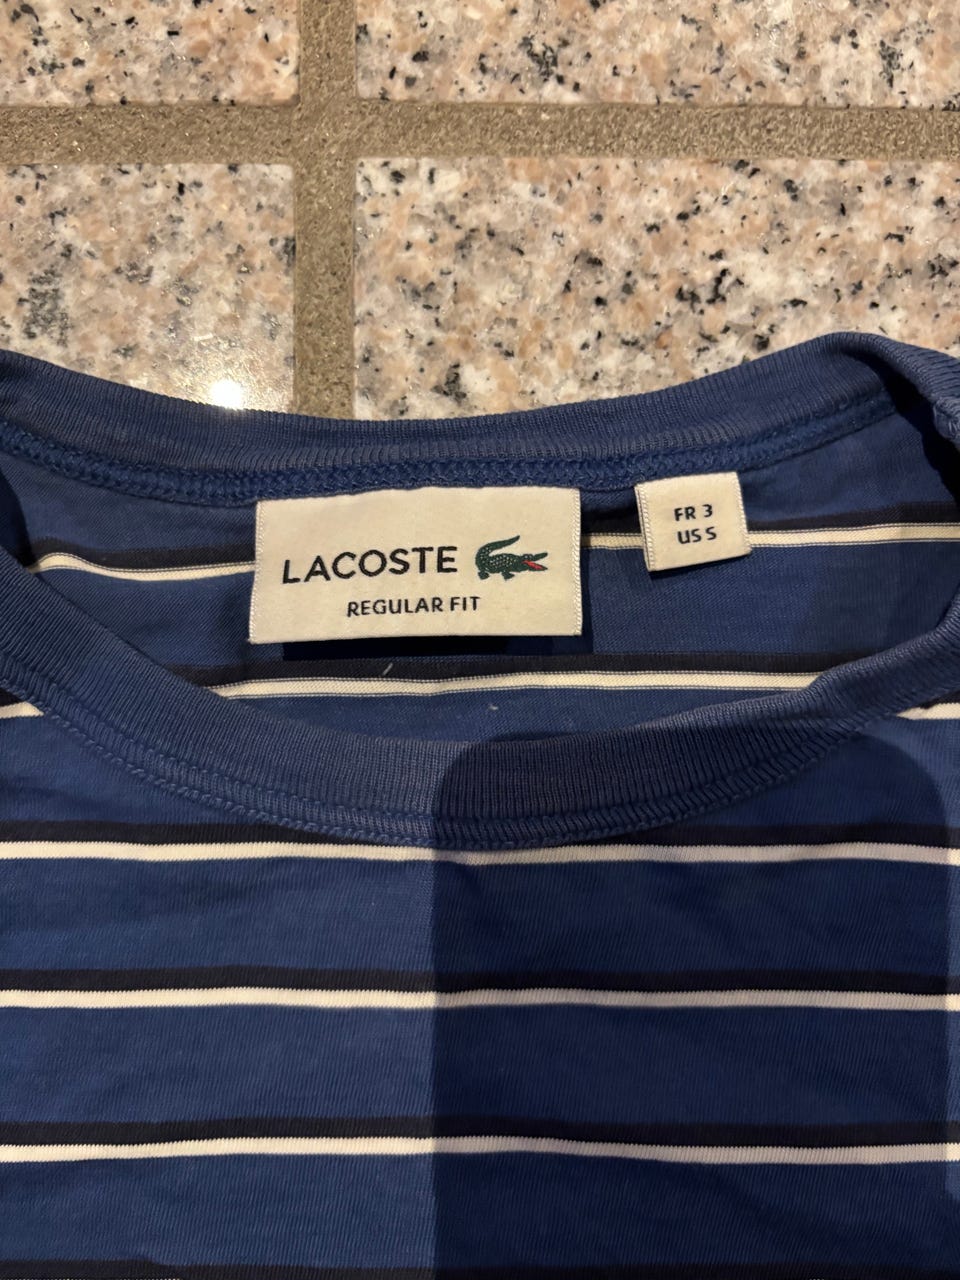 LACOSTE
REGULAR FIT
FR 3
US S